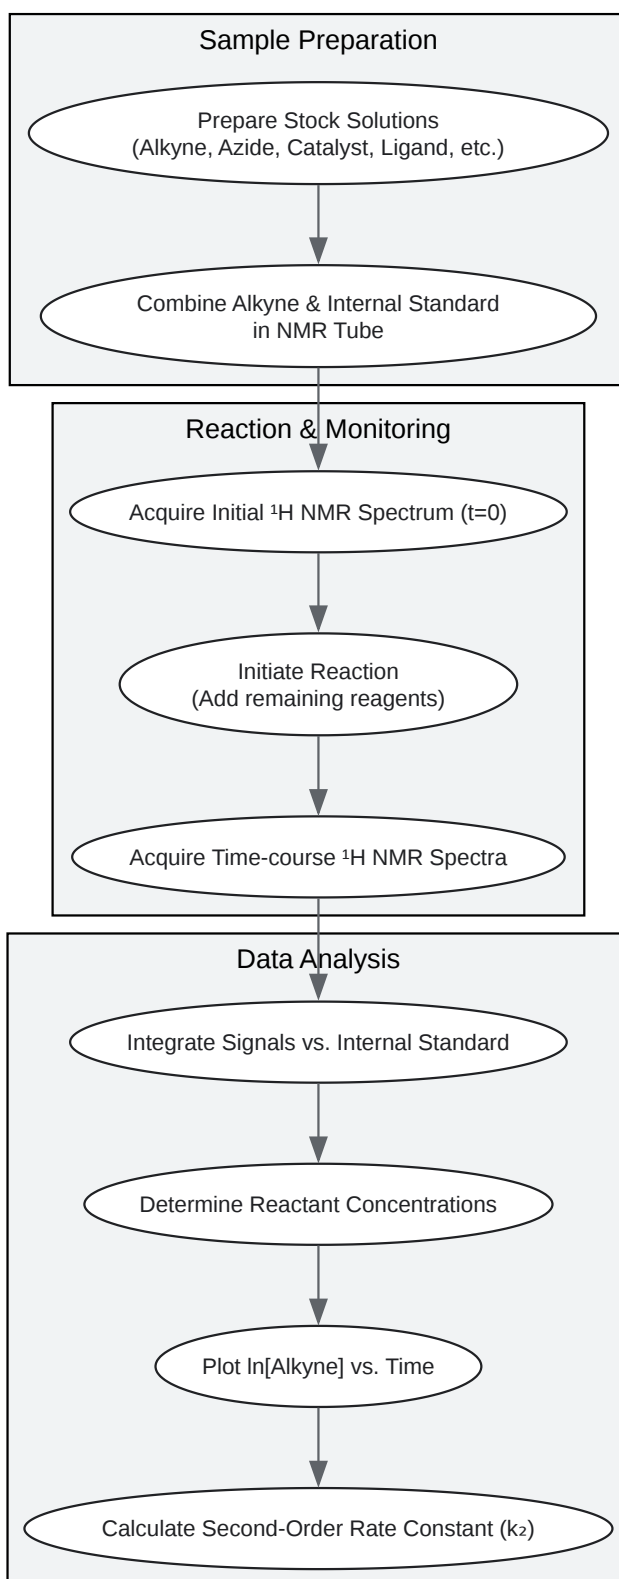 Sample Preparation
Prepare Stock Solutions
(Alkyne, Azide, Catalyst, Ligand, etc.)
Combine Alkyne & Internal Standard
in NMR Tube
Reaction & Monitoring
Acquire Initial ¹H NMR Spectrum (t=0)
Initiate Reaction
(Add remaining reagents)
Acquire Time-course ¹H NMR Spectra
Data Analysis
Integrate Signals vs. Internal Standard
Determine Reactant Concentrations
Plot ln[Alkyne] vs. Time
Calculate Second-Order Rate Constant (k₂)